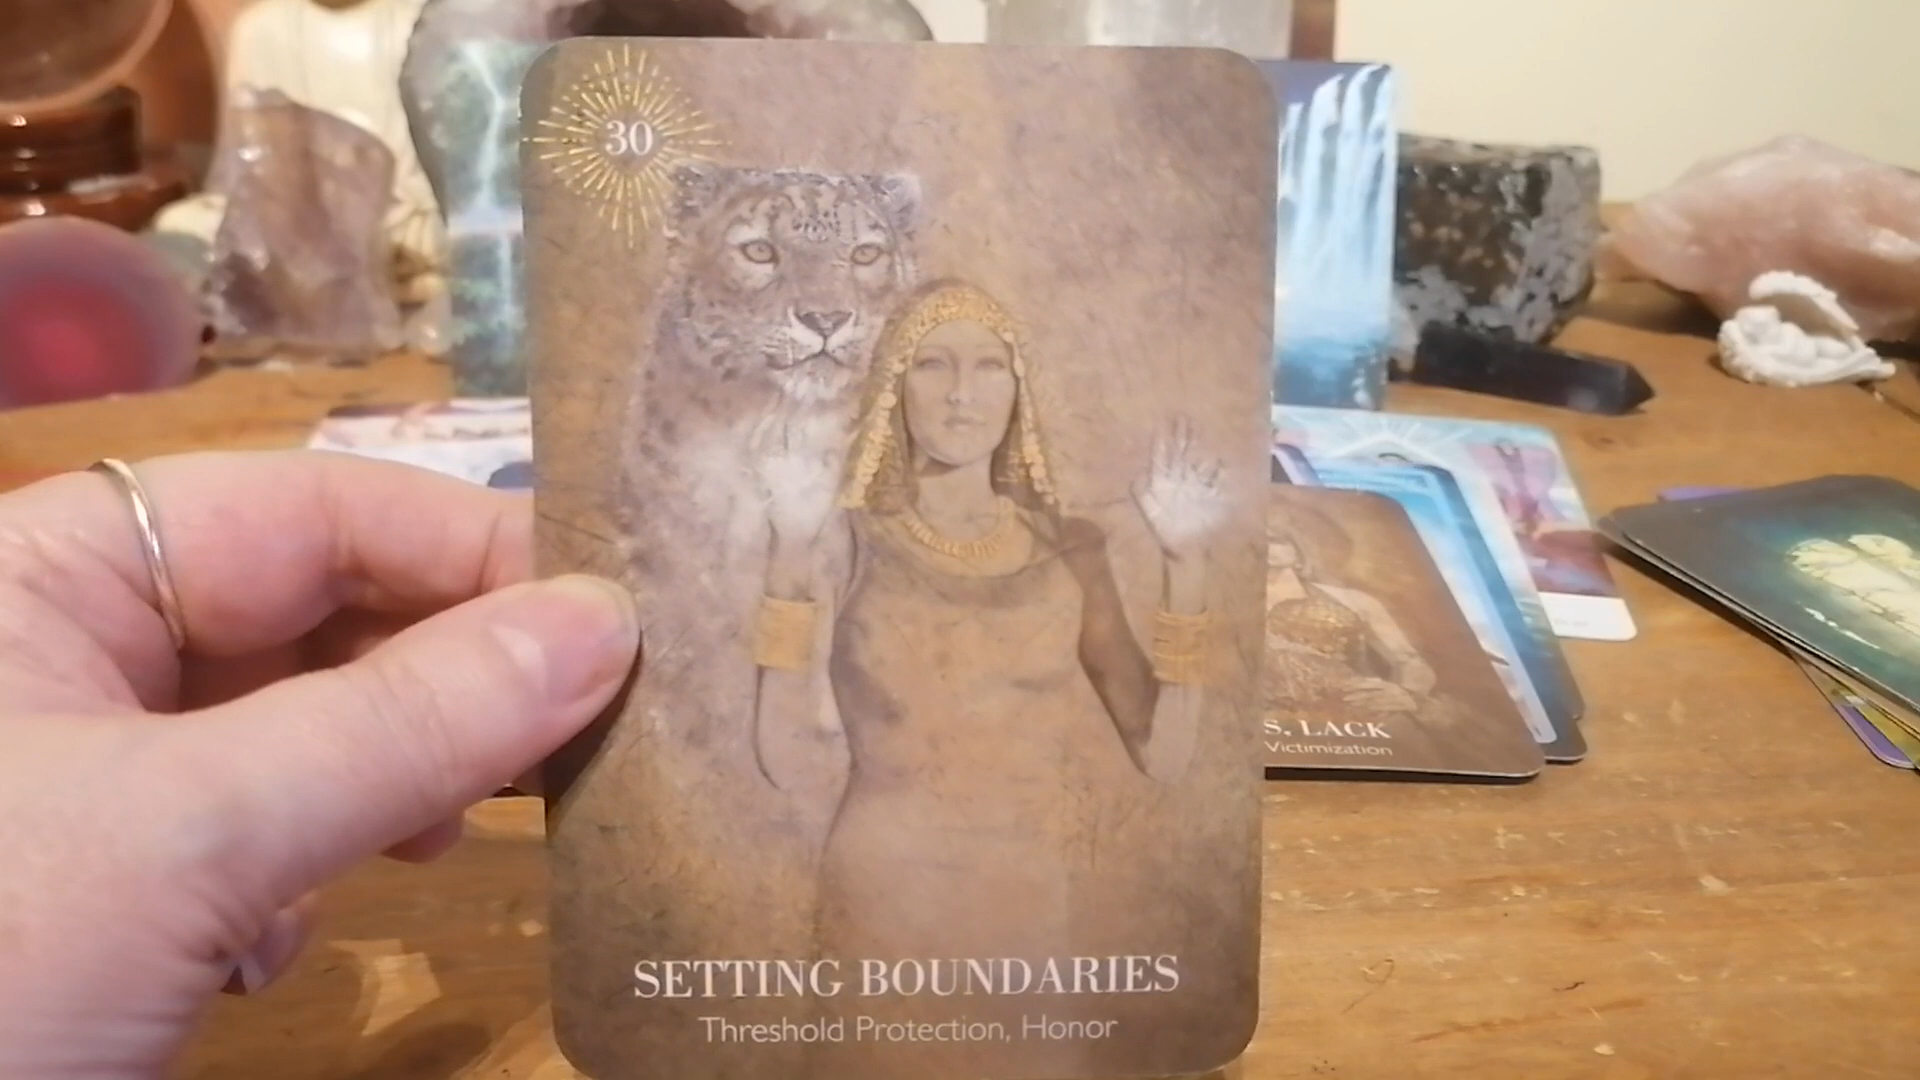 30
S. LACK
Victimization
SETTING BOUNDARIES
Threshold Protection, Honor